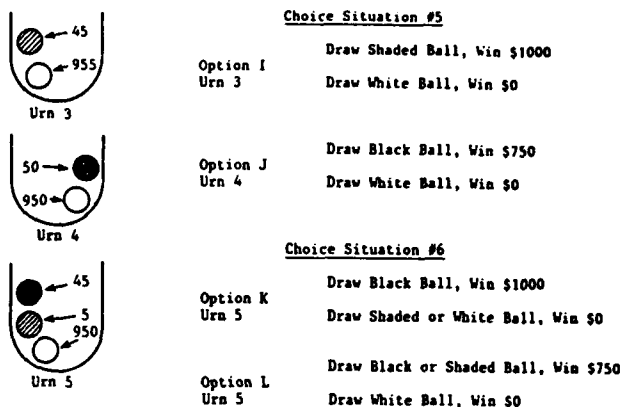 Choice Situation #5
45
955
Urn 3
Option I
Urn 3
Draw Shaded Ball, Win $1000
Draw White Ball, Win $0
50
950
Urn 4
Option J
Urn 4
Draw Black Ball, Win $750
Draw White Ball, Win $0
Choice Situation #6
45
5
950
Urn 5
Option K
Urn 5
Draw Black Ball, Win $1000
Draw Shaded or White Ball, Win $0
Option L
Urn 5
Draw Black or Shaded Ball, Win $750
Draw White Ball, Win $0